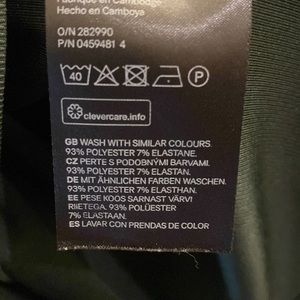 Fabriqué en Cambodge
Hecho en Camboya
O/N 282990
P/N 0459481 4
40 P
clevercare.info
GB WASH WITH SIMILAR COLOURS.
93% POLYESTER 7% ELASTANE.
CZ PERTE S PODOBNÝMI BARVAMI.
93% POLYESTER 7% ELASTAN.
DE MIT ÄHNLICHEN FARBEN WASCHEN.
93% POLYESTER 7% ELASTHAN.
EE PESE KOOS SARNAST VÄRVI
RIIETEGA. 93% POLÜESTER
7% ELASTAAN.
ES LAVAR CON PRENDAS DE COLOR